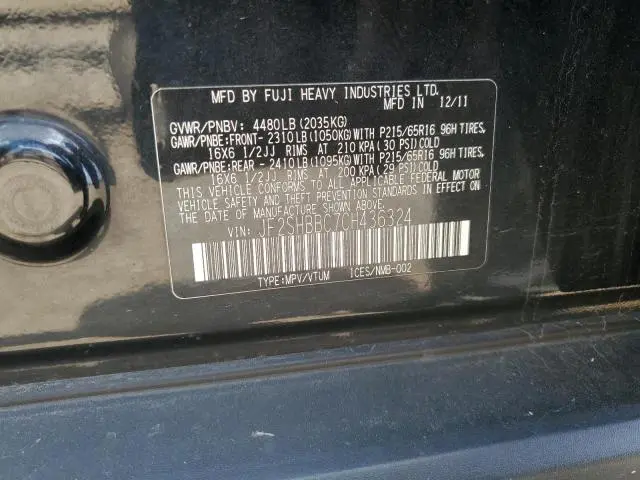 MFD BY FUJI HEAVY INDUSTRIES LTD.
MFD IN 12/11
GVWR/PNBV: 4480LB(2035KG)
GAWR/PNBE:FRONT-2310LB(1050KG)WITH P215/65R16 96H TIRES,
16X6 1/2JJ RIMS AT 210 KPA(30 PSI)COLD
GAWR/PNBE:REAR -2410LB(1095KG)WITH P215/65R16 96H TIRES,
16X6 1/2JJ RIMS AT 200 KPA(29 PSI)COLD
THIS VEHICLE CONFORMS TO ALL APPLICABLE FEDERAL MOTOR
VEHICLE SAFETY AND THEFT PREVENTION STANDARDS IN EFFECT ON
THE DATE OF MANUFACTURE SHOWN ABOVE.
VIN: JF2SHBBC7CH436324
TYPE:MPV/VTUM ICES/NMB-002